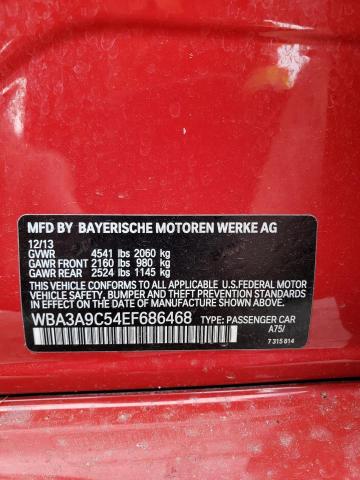 MFD BY BAYERISCHE MOTOREN WERKE AG
12/13
GVWR 4541 lbs 2060 kg
GAWR FRONT 2160 lbs 980 kg
GAWR REAR 2524 lbs 1145 kg
THIS VEHICLE CONFORMS TO ALL APPLICABLE U.S. FEDERAL
MOTOR VEHICLE SAFETY, BUMPER, AND THEFT PREVENTION STANDARDS
IN EFFECT ON THE DATE OF MANUFACTURE SHOWN ABOVE.
WBA3A9C54EF686468 TYPE: PASSENGER CAR
A75/
7 315 814